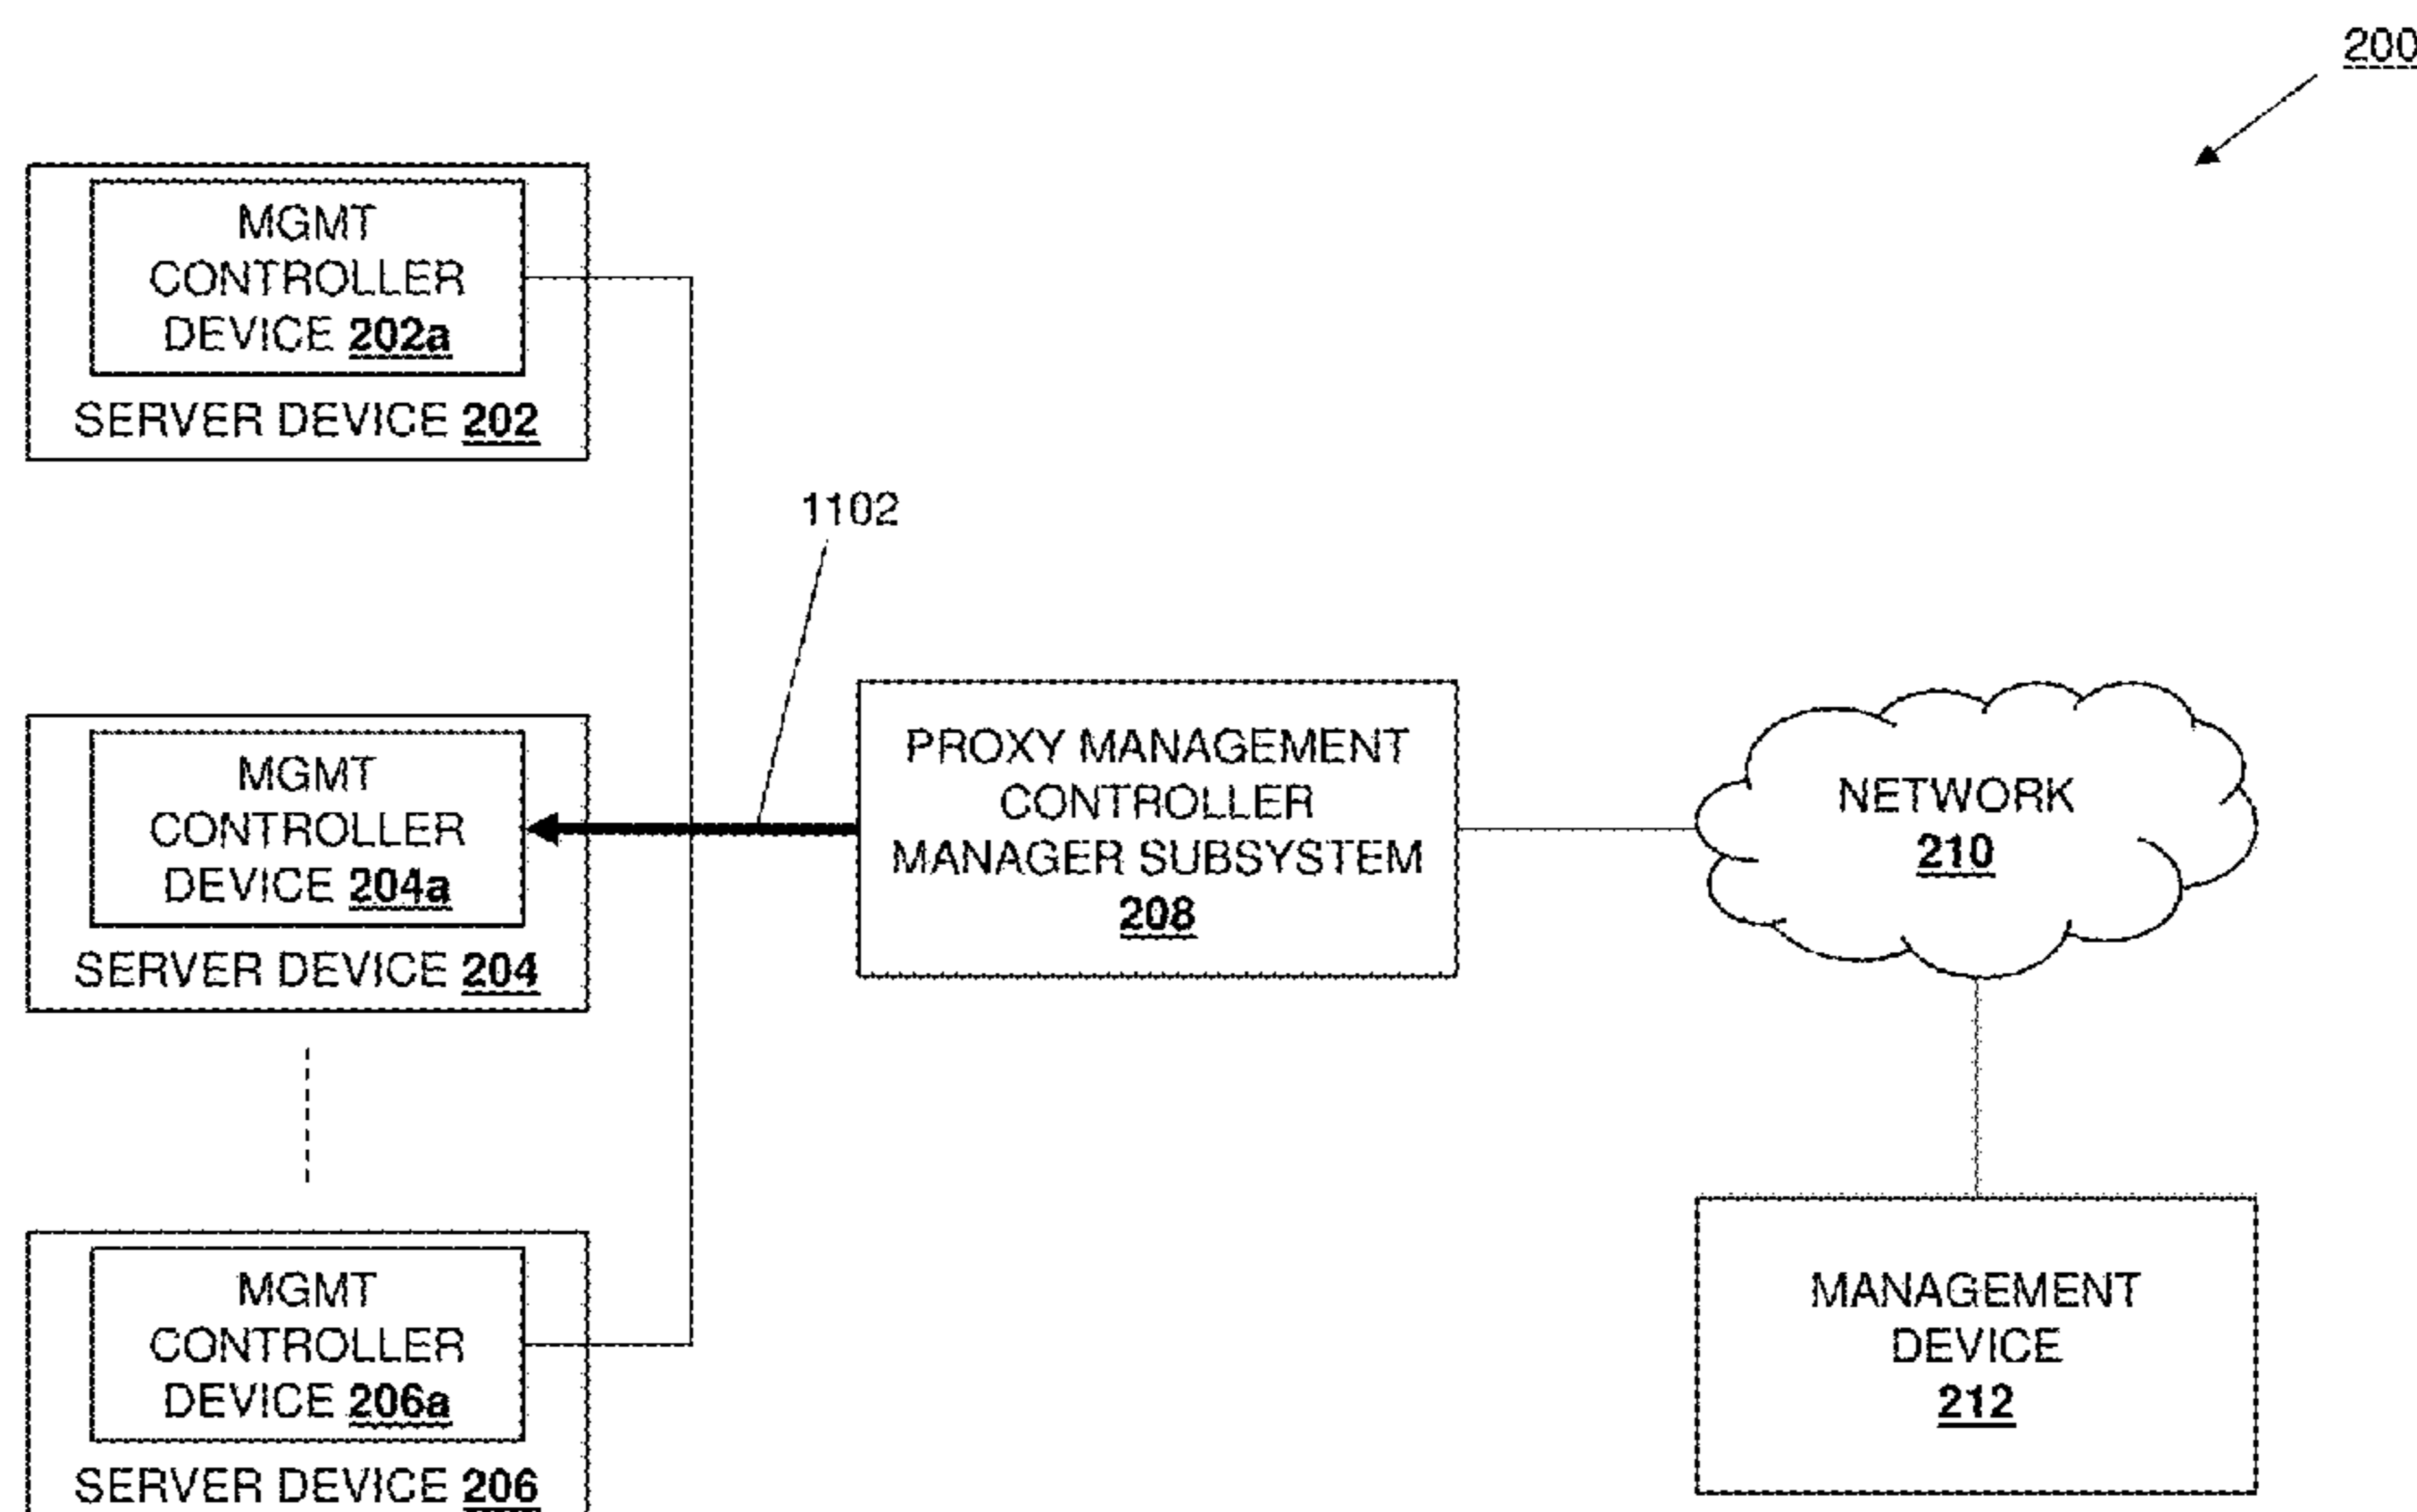 200
MGMT
CONTROLLER
DEVICE 202a
SERVER DEVICE 202
1102
MGMT
CONTROLLER
DEVICE 204a
SERVER DEVICE 204
PROXY MANAGEMENT
CONTROLLER
MANAGER SUBSYSTEM
208
NETWORK
210
MGMT
CONTROLLER
DEVICE 206a
SERVER DEVICE 206
MANAGEMENT
DEVICE
212